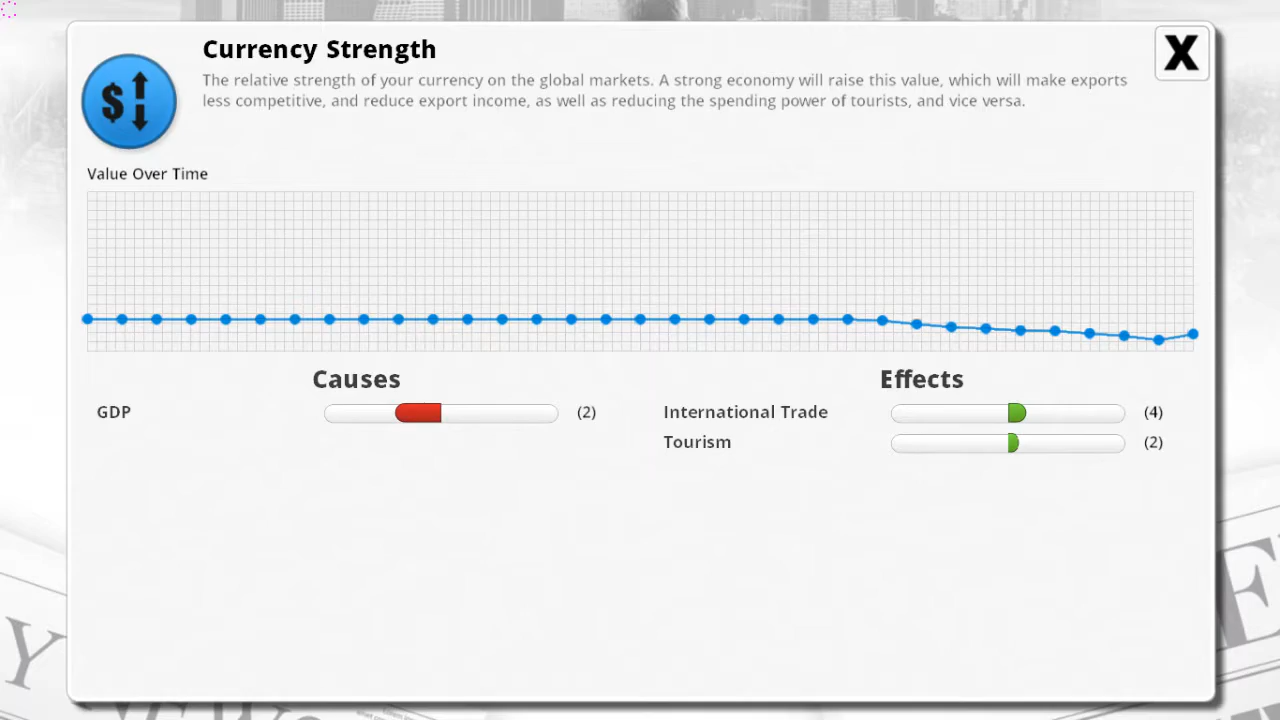 Currency Strength
X
The relative strength of your currency on the global markets. A strong economy will raise this value, which will make exports
less competitive, and reduce export income, as well as reducing the spending power of tourists, and vice versa.
$
Value Over Time
Causes
Effects
GDP (2)
International Trade (4)
Tourism (2)